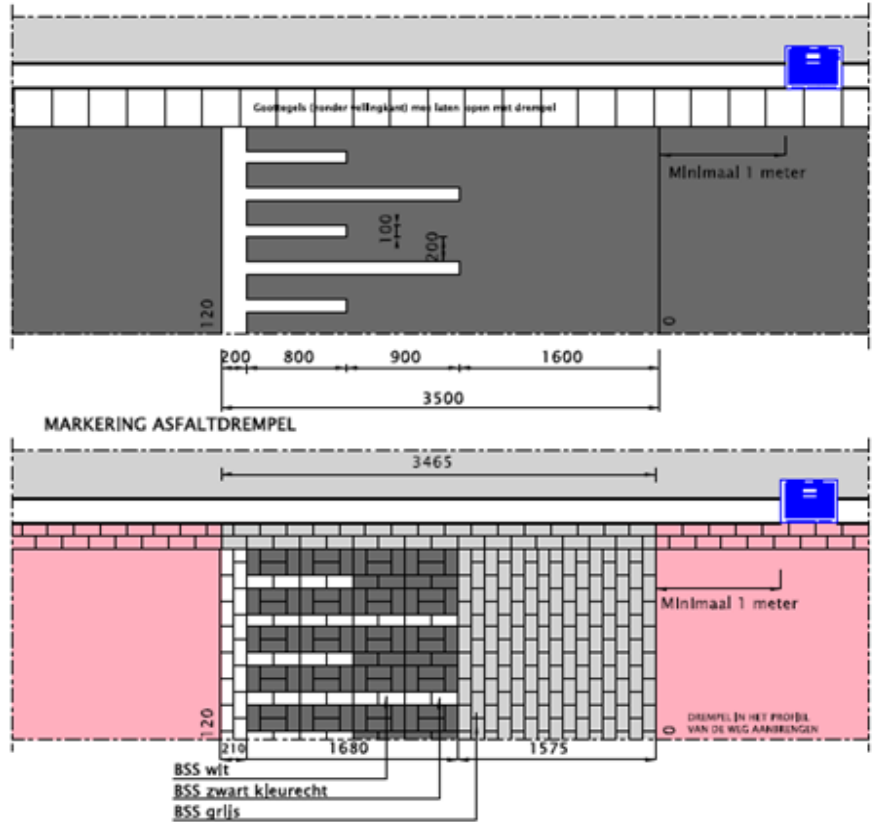 Goottegels (zonder vellingkant) mee laten lopen met drempel
Minimaal 1 meter
100
200
120
0
200 800 900 1600
3500
MARKERING ASFALTDREMPEL
3465
Minimaal 1 meter
120
0
DREMPEL IN HET PROFIEL
VAN DE WEG AANBRENGEN
210 1680 1575
BSS wit
BSS zwart kleurecht
BSS grijs